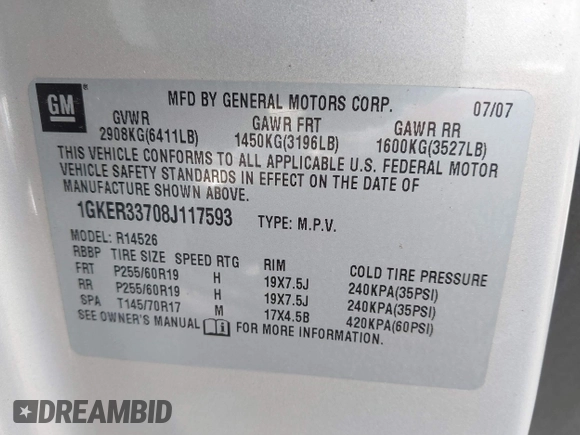 GM
MFD BY GENERAL MOTORS CORP. 07/07
GVWR GAWR FRT GAWR RR
2908KG(6411LB) 1450KG(3196LB) 1600KG(3527LB)
THIS VEHICLE CONFORMS TO ALL APPLICABLE U.S. FEDERAL MOTOR
VEHICLE SAFETY STANDARDS IN EFFECT ON THE DATE OF
MANUFACTURE SHOWN ABOVE.
1GKER33708J117593 TYPE: M.P.V.
MODEL: R14526
RBBP TIRE SIZE SPEED RTG RIM COLD TIRE PRESSURE
FRT P255/60R19 H 19X7.5J 240KPA(35PSI)
RR P255/60R19 H 19X7.5J 240KPA(35PSI)
SPA T145/70R17 M 17X4.5B 420KPA(60PSI)
SEE OWNER'S MANUAL FOR MORE INFORMATION.
DREAMBID